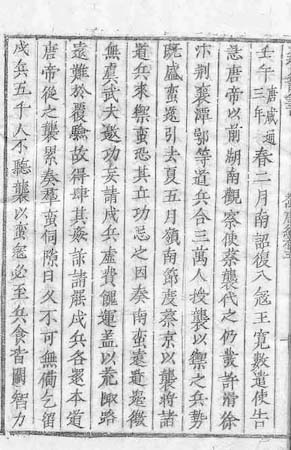 壬午三年唐咸通春二月南詔復入寇王寬數遣使告
急唐帝以前湖南觀察使蔡襲代之仍發許滑徐
汴荆襄潭鄂等道兵合三萬人授襲以禦之兵勢
既盛蠻遂引去夏五月嶺南節度蔡京以襲將諸
道兵來禦蠻恐其立功忌之因奏南蠻遠遁邊徼
無虞武夫邀功妄請戍兵虛費餽運蓋以荒陬路
遠難於覆驗故得肆其姦詐請罷戍兵各還本道
唐帝從之襲累奏羣蠻伺隙日久不可無備乞留
戍兵五千人不聽襲以蠻寇必至兵食皆闕智力